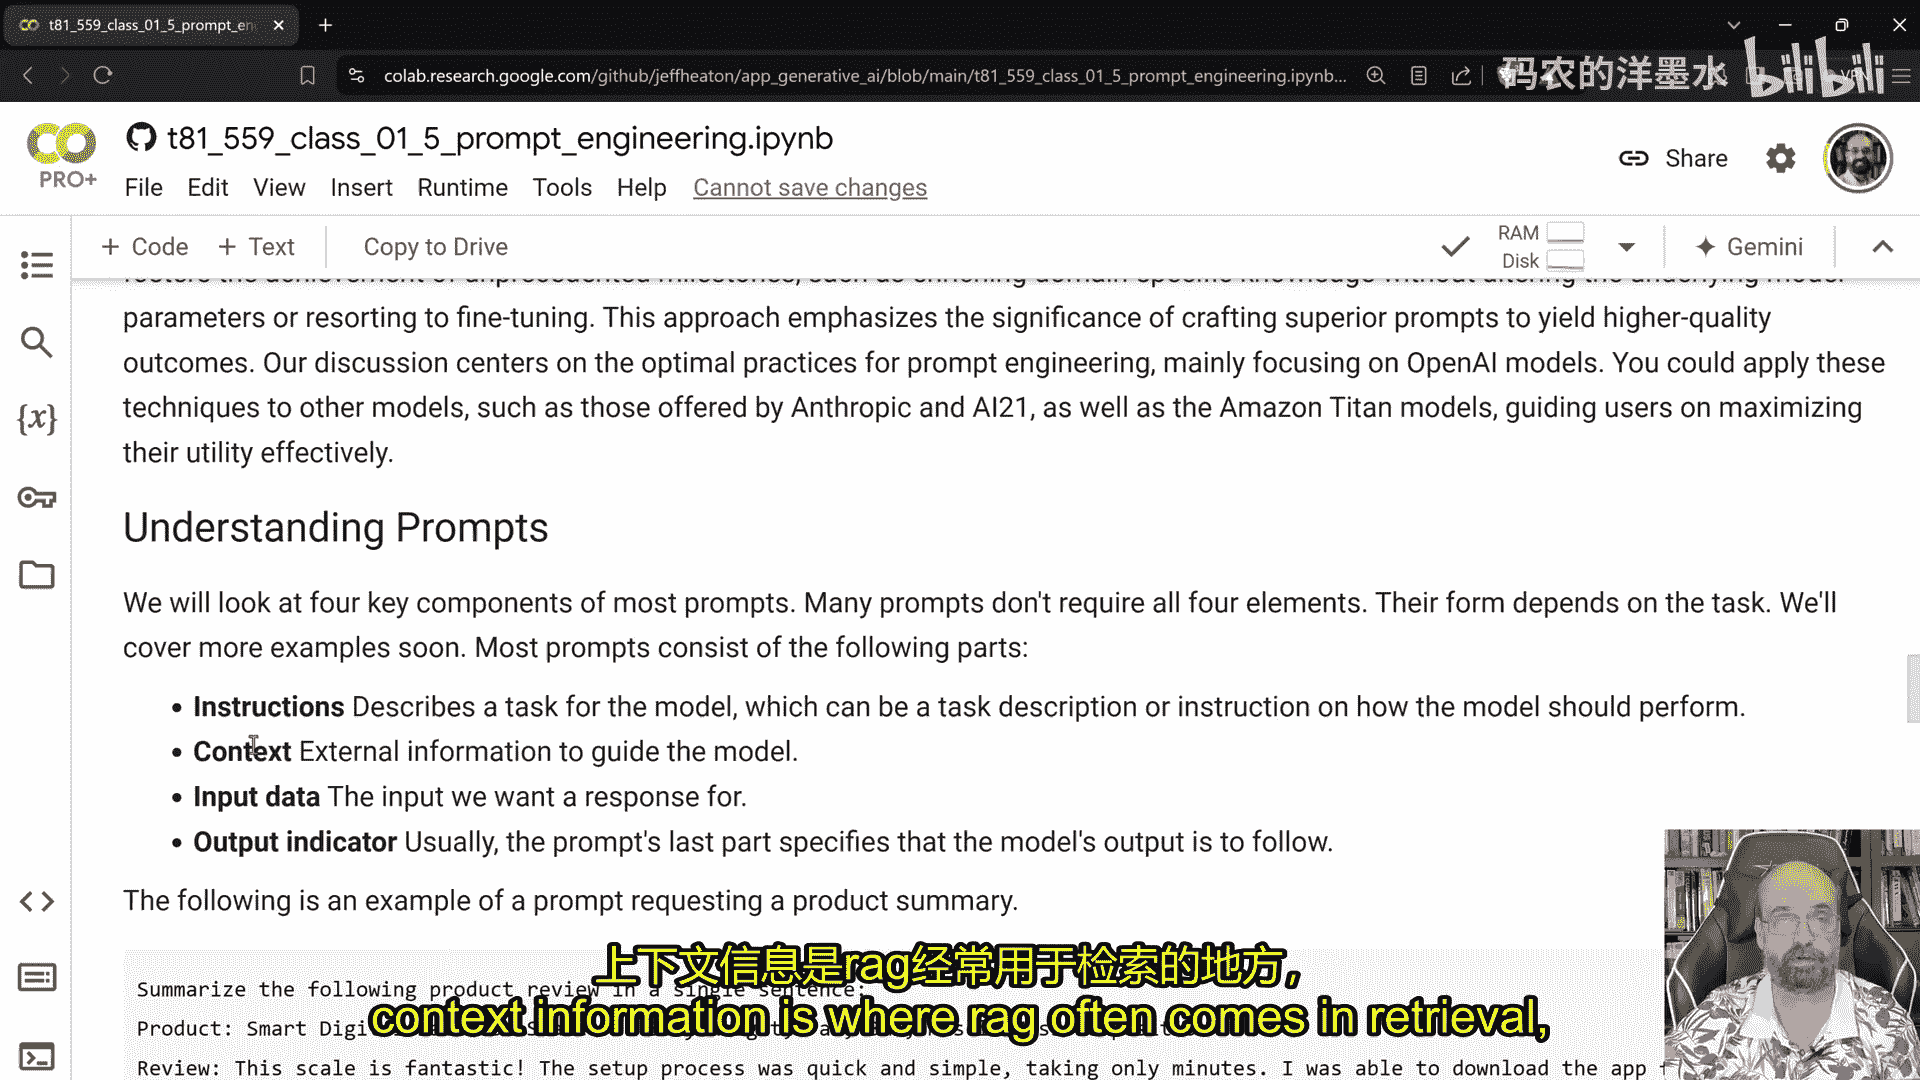 t81_559_class_01_5_prompt_en
colab.research.google.com/github/jeffheaton/app_generative_ai/blob/main/t81_559_class_01_5_prompt_engineering.ipynb...
码农的洋墨水 bilibili
t81_559_class_01_5_prompt_engineering.ipynb
PRO+
File Edit View Insert Runtime Tools Help Cannot save changes
Share
+ Code + Text Copy to Drive
RAM
Disk
Gemini
parameters or resorting to fine-tuning. This approach emphasizes the significance of crafting superior prompts to yield higher-quality
outcomes. Our discussion centers on the optimal practices for prompt engineering, mainly focusing on OpenAI models. You could apply these
techniques to other models, such as those offered by Anthropic and AI21, as well as the Amazon Titan models, guiding users on maximizing
their utility effectively.
Understanding Prompts
We will look at four key components of most prompts. Many prompts don't require all four elements. Their form depends on the task. We'll
cover more examples soon. Most prompts consist of the following parts:
• Instructions Describes a task for the model, which can be a task description or instruction on how the model should perform.
• Context External information to guide the model.
• Input data The input we want a response for.
• Output indicator Usually, the prompt's last part specifies that the model's output is to follow.
The following is an example of a prompt requesting a product summary.
上下文信息是rag经常用于检索的地方，
Summarize the following product review in a single sentence:
context information is where rag often comes in retrieval,
Product: Smart Digi
Review: This scale is fantastic! The setup process was quick and simple, taking only minutes. I was able to download the app